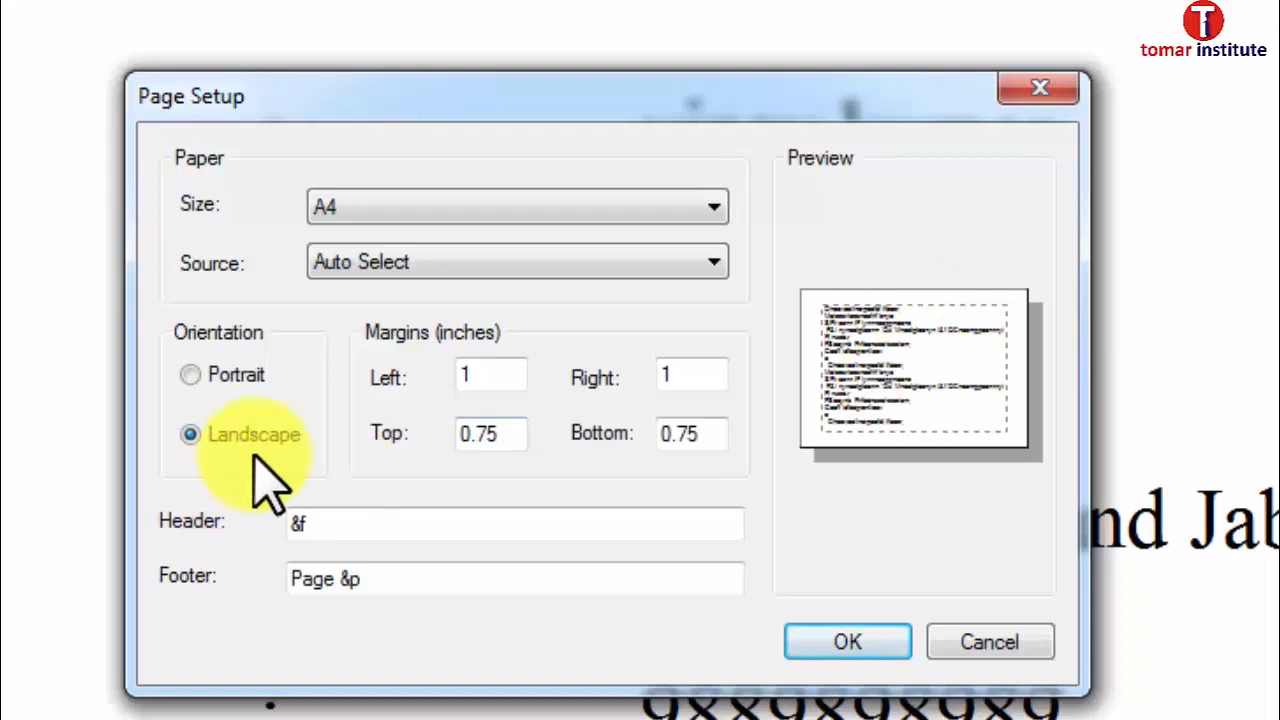 tomar institute
Page Setup
Paper
Preview
Size:
A4
Source:
Auto Select
Orientation
Margins (inches)
Portrait
Left:
1
Right:
1
Landscape
Top:
0.75
Bottom:
0.75
Header:
&f
Footer:
Page &p
OK
Cancel
nd Jab